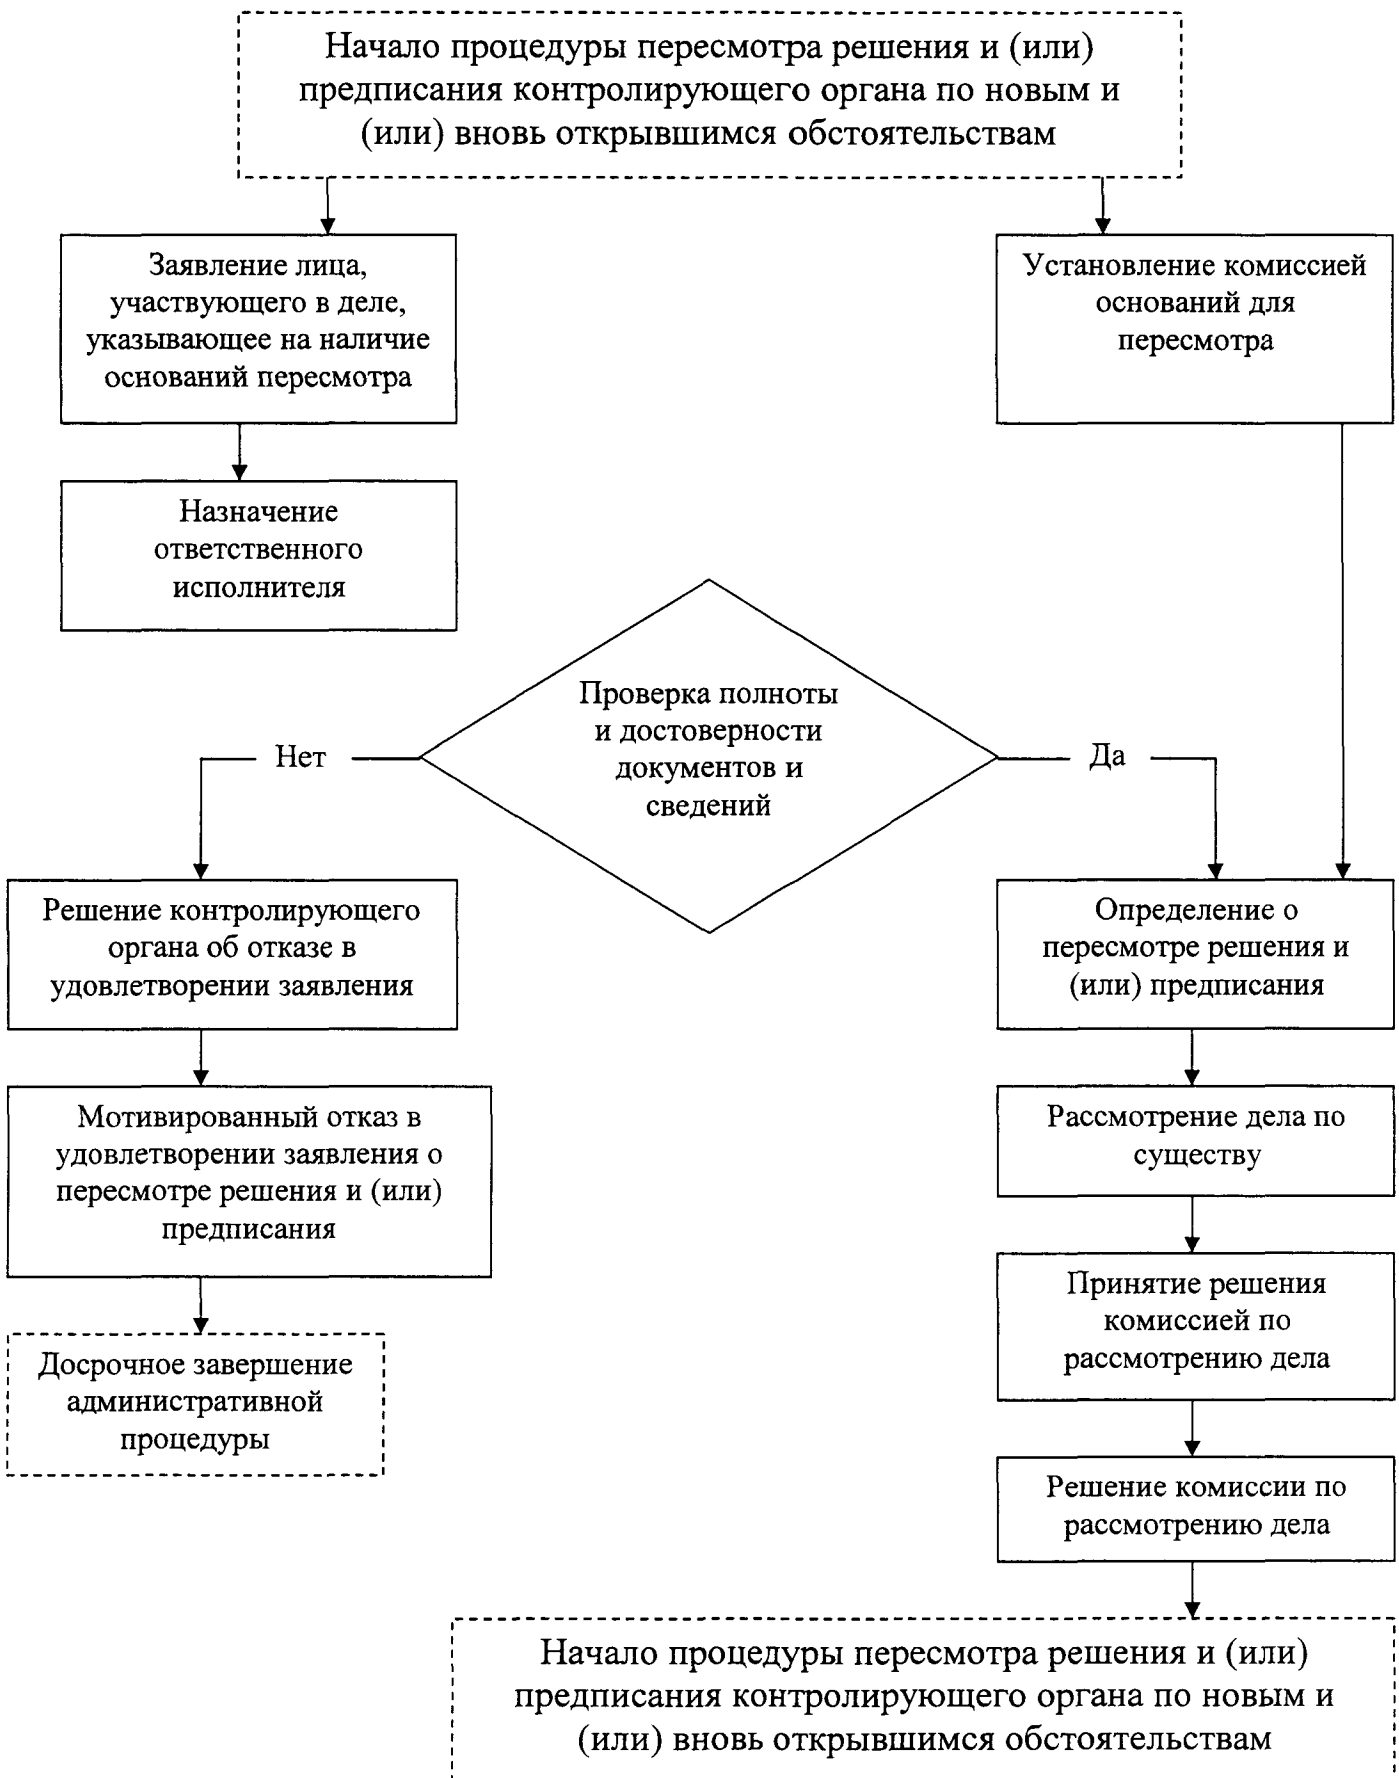 Начало процедуры пересмотра решения и (или)
предписания контролирующего органа по новым и
(или) вновь открывшимся обстоятельствам
Заявление лица,
участвующего в деле,
указывающее на наличие
оснований пересмотра
Установление комиссией
оснований для
пересмотра
Назначение
ответственного
исполнителя
Проверка полноты
и достоверности
документов и
сведений
Нет
Да
Решение контролирующего
органа об отказе в
удовлетворении заявления
Определение о
пересмотре решения и
(или) предписания
Мотивированный отказ в
удовлетворении заявления о
пересмотре решения и (или)
предписания
Рассмотрение дела по
существу
Принятие решения
комиссией по
рассмотрению дела
Досрочное завершение
административной
процедуры
Решение комиссии по
рассмотрению дела
Начало процедуры пересмотра решения и (или)
предписания контролирующего органа по новым и
(или) вновь открывшимся обстоятельствам